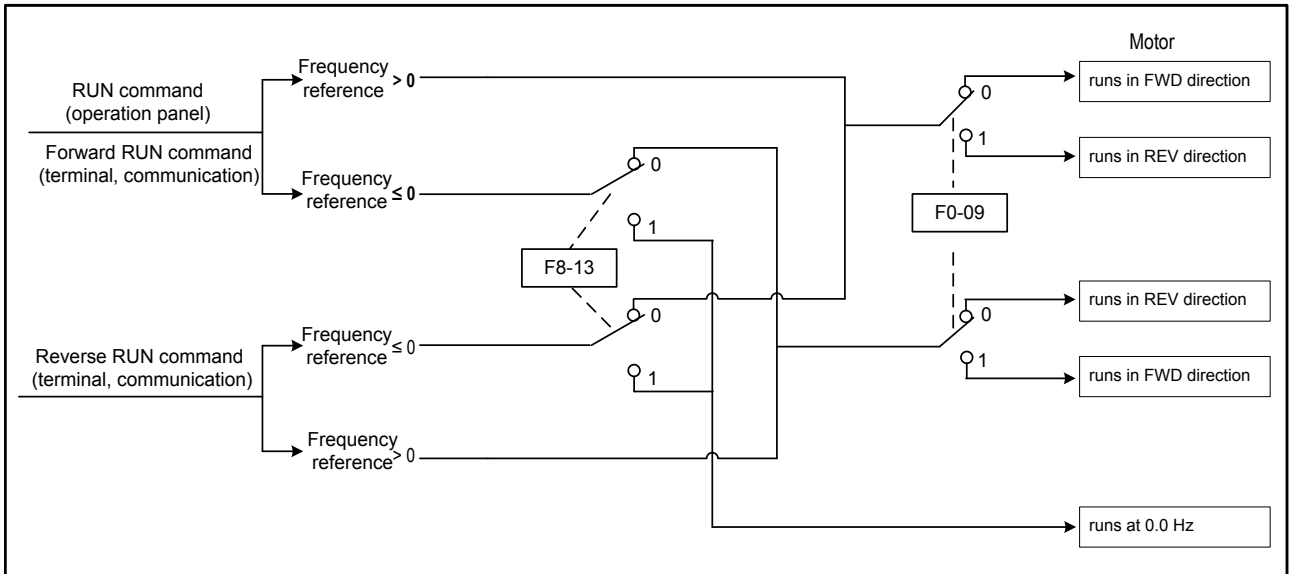 Motor
RUN command
(operation panel)
Forward RUN command
(terminal, communication)
Frequency
reference > 0
Frequency
reference ≤ 0
0
1
F8-13
0
1
Reverse RUN command
(terminal, communication)
Frequency
reference ≤ 0
Frequency
reference > 0
0
1
F0-09
0
1
runs in FWD direction
runs in REV direction
runs in REV direction
runs in FWD direction
runs at 0.0 Hz